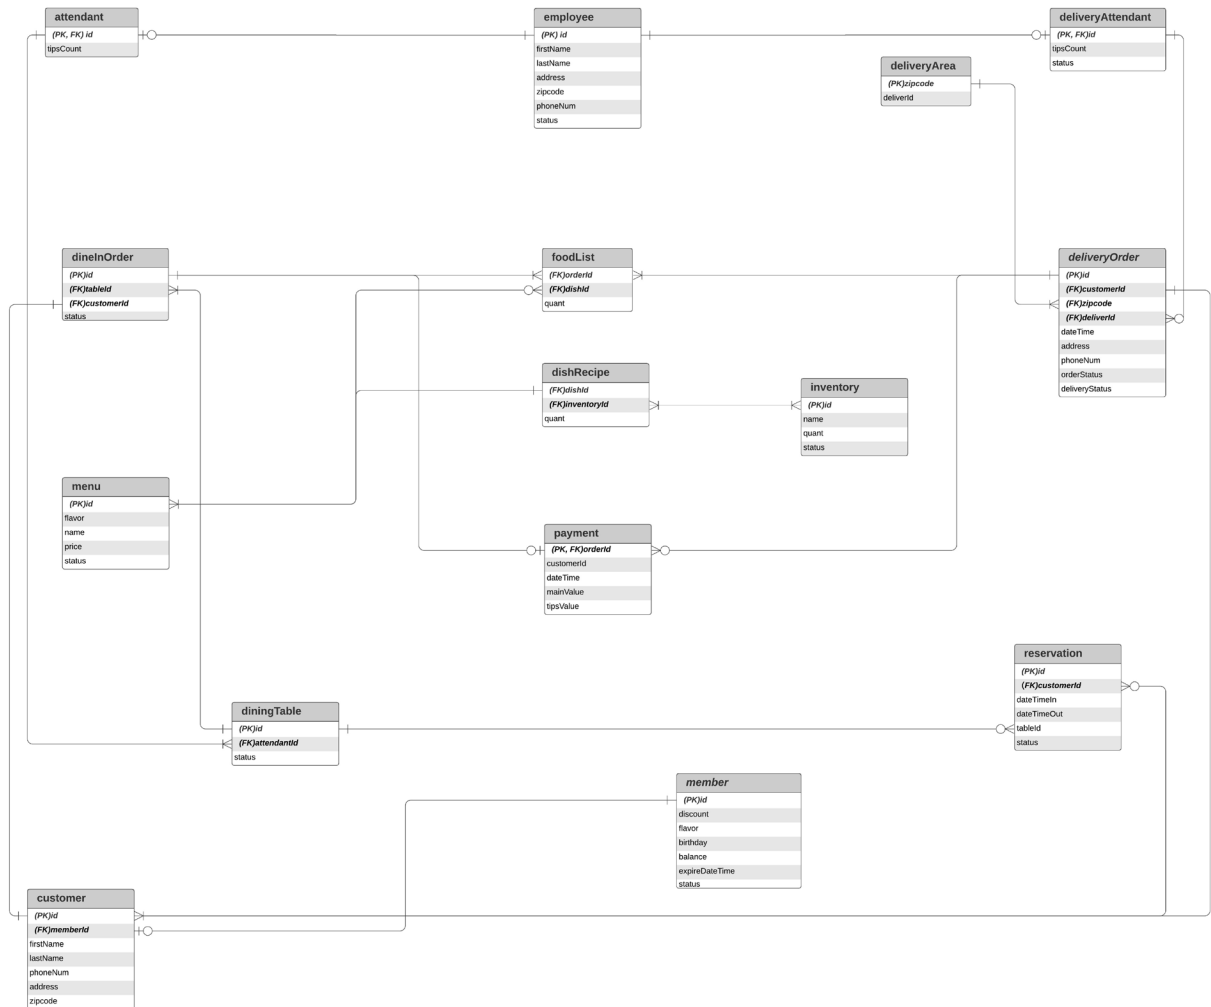 attendant
(PK, FK) id
tipsCount
employee
(PK) id
firstName
lastName
address
zipcode
phoneNum
status
deliveryAttendant
(PK, FK)id
tipsCount
status
deliveryArea
(PK)zipcode
deliverId
dineInOrder
(PK)id
(FK)tableId
(FK)customerId
status
foodList
(FK)orderId
(FK)dishId
quant
deliveryOrder
(PK)id
(FK)customerId
(FK)zipcode
(FK)deliverId
dateTime
address
phoneNum
orderStatus
deliveryStatus
dishRecipe
(FK)dishId
(FK)inventoryId
quant
inventory
(PK)id
name
quant
status
menu
(PK)id
flavor
name
price
status
payment
(PK, FK)orderId
customerId
dateTime
mainValue
tipsValue
reservation
(PK)id
(FK)customerId
dateTimeIn
dateTimeOut
tableId
status
diningTable
(PK)id
(FK)attendantId
status
member
(PK)id
discount
flavor
birthday
balance
expireDateTime
status
customer
(PK)id
(FK)memberId
firstName
lastName
phoneNum
address
zipcode